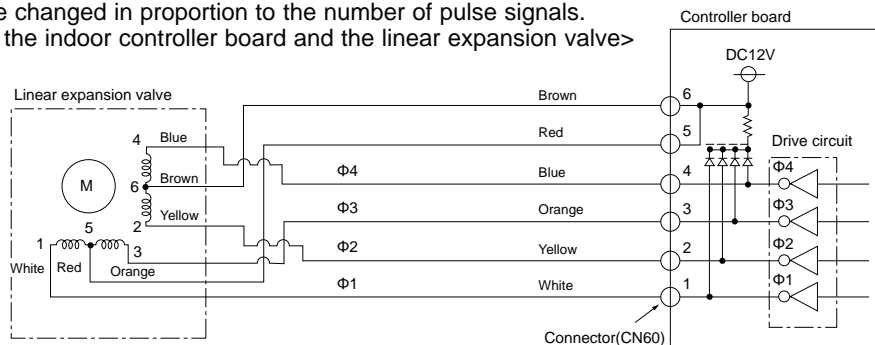 e changed in proportion to the number of pulse signals.
the indoor controller board and the linear expansion valve>
Controller board
DC12V
Linear expansion valve
Drive circuit
Brown 6
Red 5
4 Blue
Φ4 Blue 4 Φ4
M
6 Brown
Φ3 Orange 3 Φ3
2 Yellow
Φ2 Yellow 2 Φ2
1 5 3
White Red Orange
Φ1 White 1 Φ1
Connector(CN60)